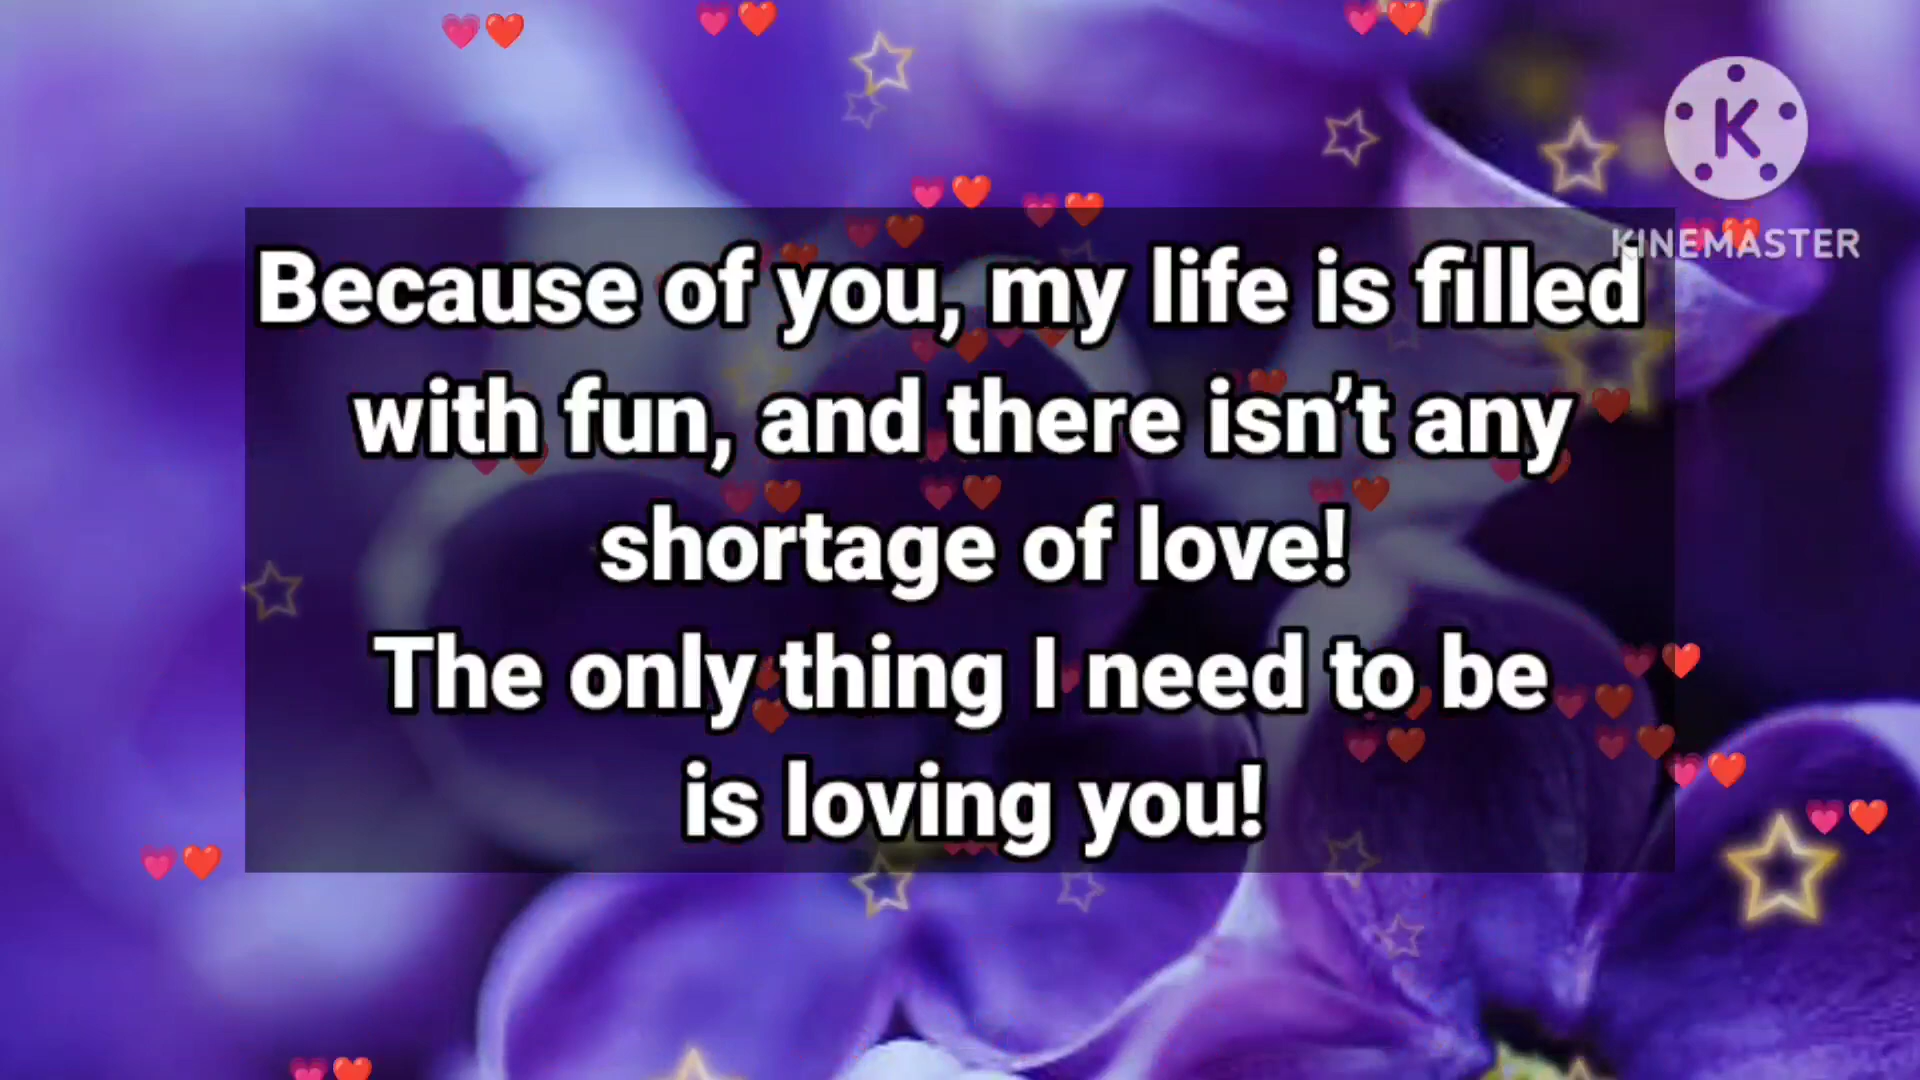 K
KINEMASTER
Because of you, my life is filled
with fun, and there isn’t any
shortage of love!
The only thing I need to be
is loving you!